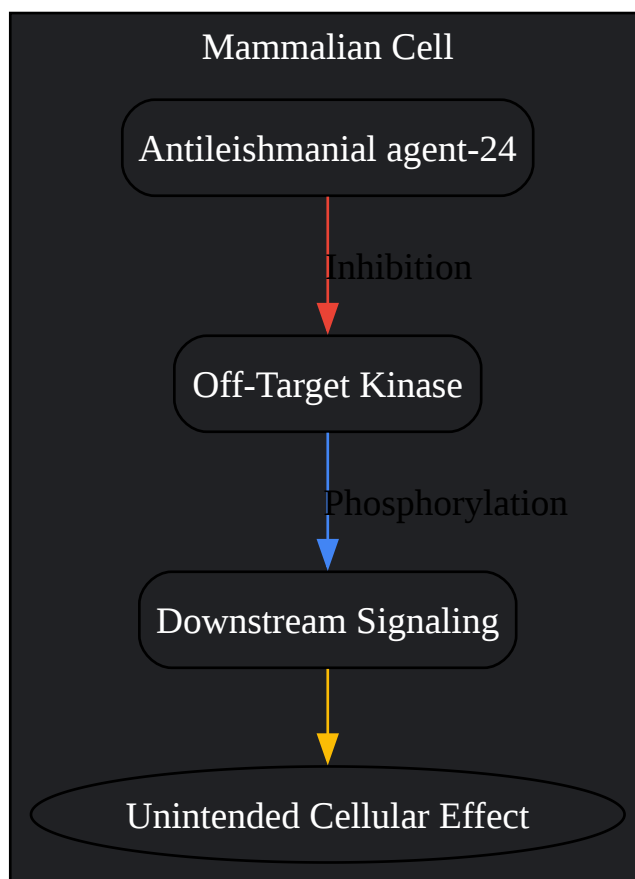 Mammalian Cell
Antileishmanial agent-24
Inhibition
Off-Target Kinase
Phosphorylation
Downstream Signaling
Unintended Cellular Effect